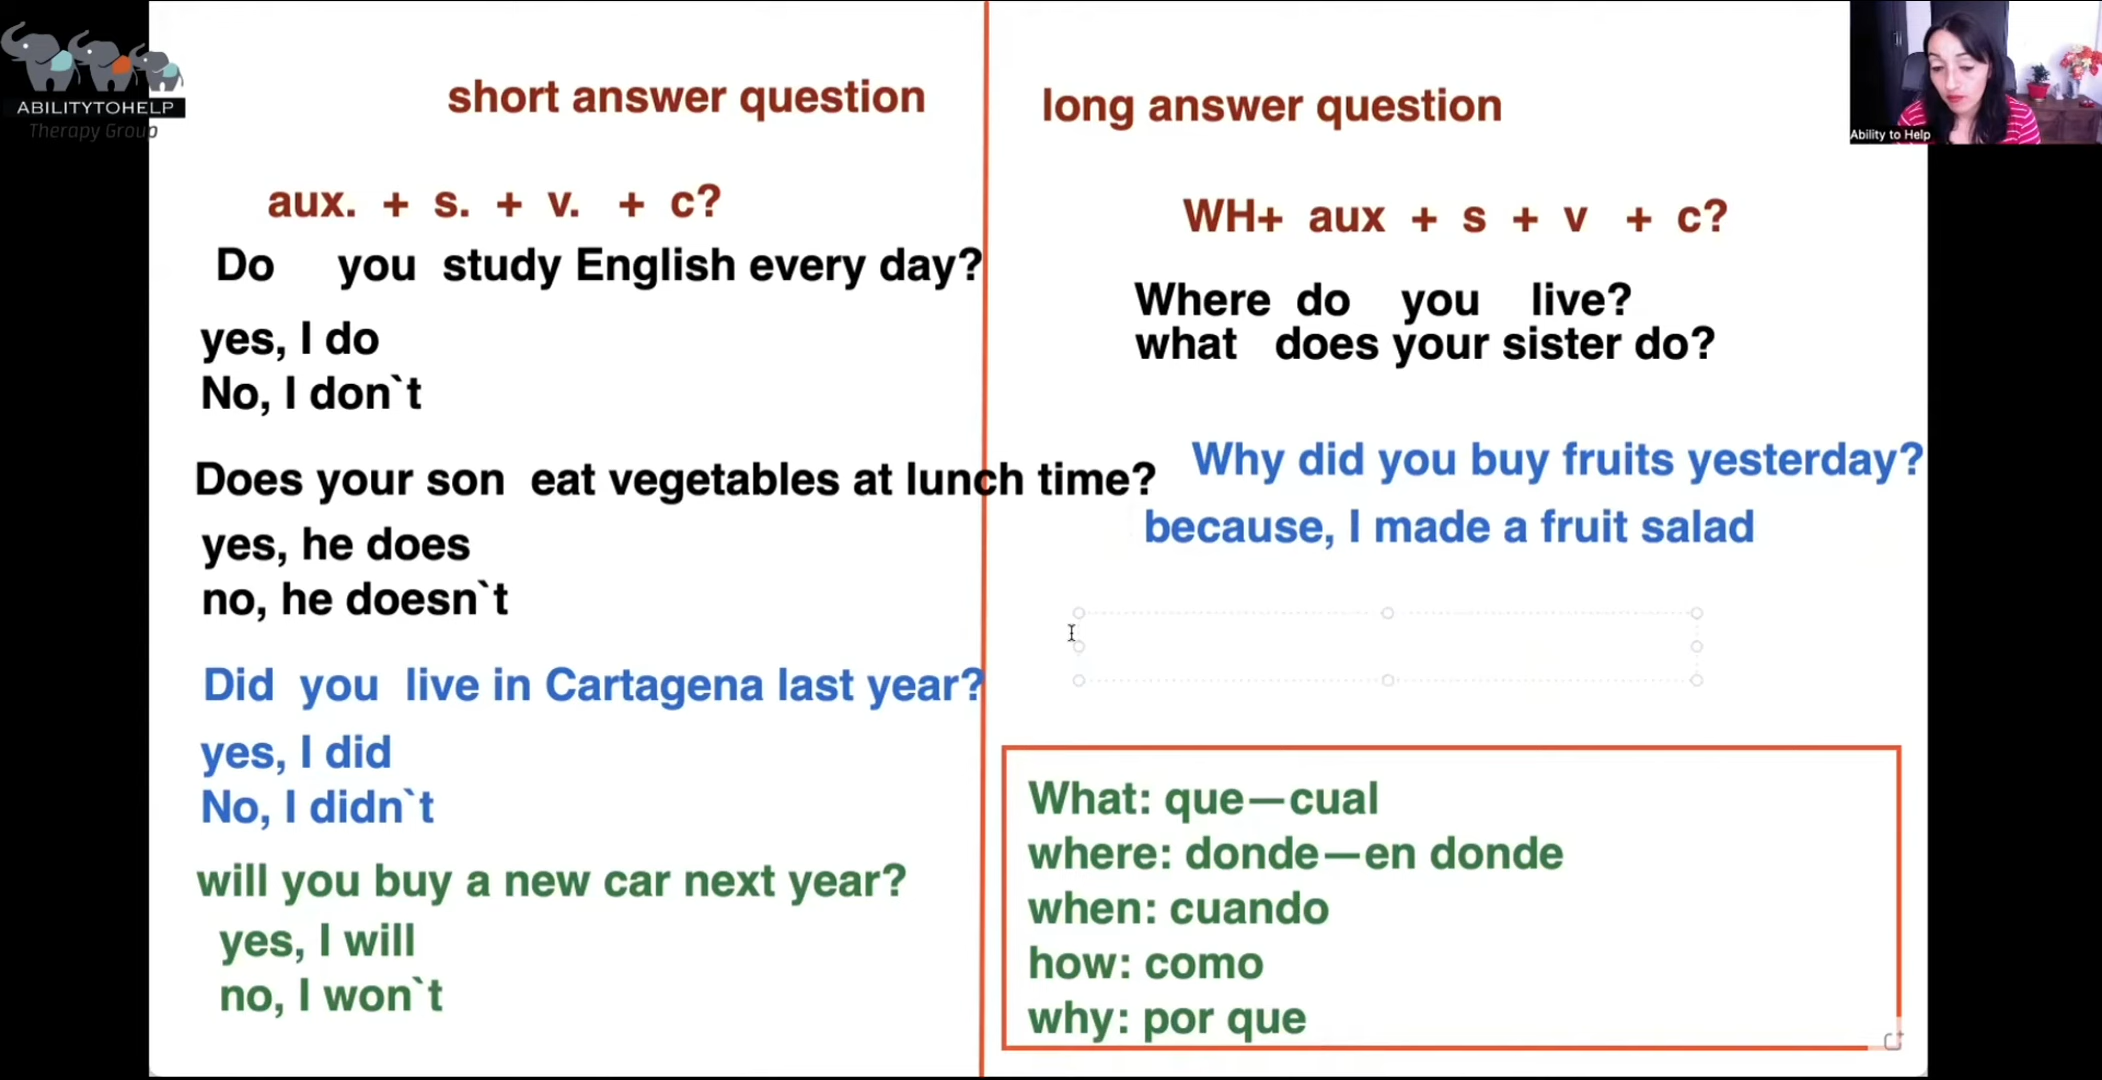 ABILITYTOHELP
Therapy Group
short answer question
aux. + s. + v. + c?
Do you study English every day?
yes, I do
No, I don`t
Does your son eat vegetables at lunch time?
yes, he does
no, he doesn`t
Did you live in Cartagena last year?
yes, I did
No, I didn`t
will you buy a new car next year?
yes, I will
no, I won`t
long answer question
WH+ aux + s + v + c?
Where do you live?
what does your sister do?
Why did you buy fruits yesterday?
because, I made a fruit salad
What: que—cual
where: donde—en donde
when: cuando
how: como
why: por que
Ability to Help